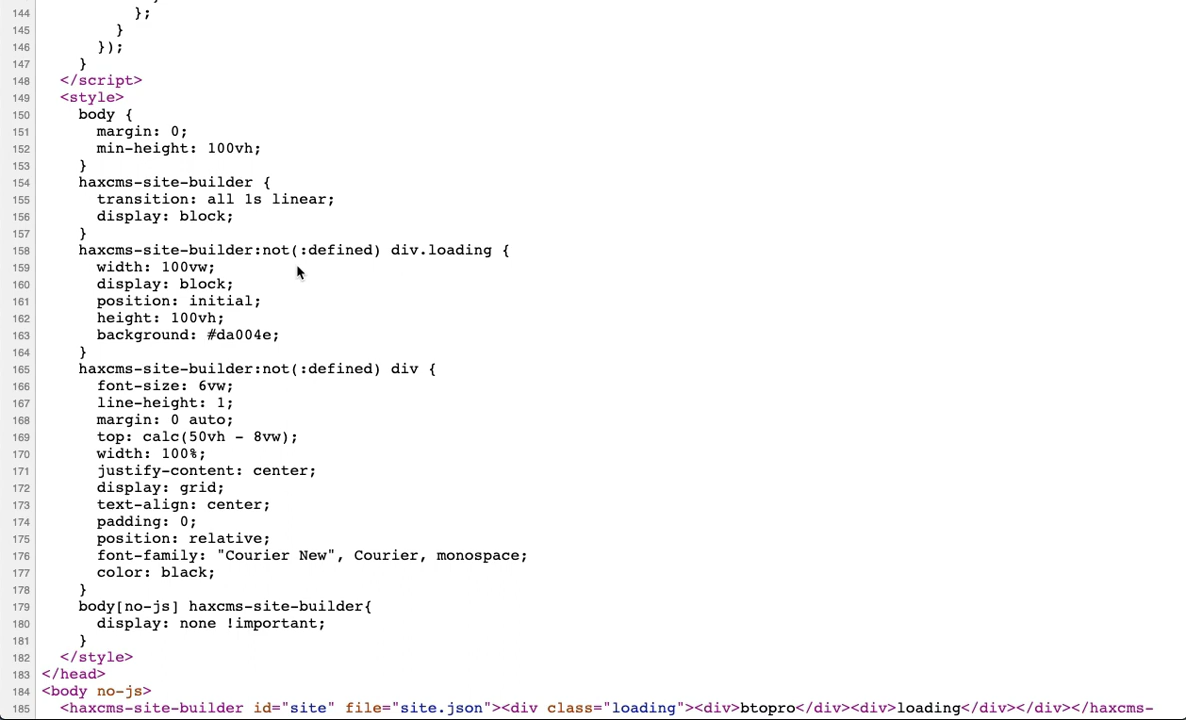 144 };
145 }
146 });
147 }
148 </script>
149 <style>
150 body {
151 margin: 0;
152 min-height: 100vh;
153 }
154 haxcms-site-builder {
155 transition: all 1s linear;
156 display: block;
157 }
158 haxcms-site-builder:not(:defined) div.loading {
159 width: 100vw;
160 display: block;
161 position: initial;
162 height: 100vh;
163 background: #da004e;
164 }
165 haxcms-site-builder:not(:defined) div {
166 font-size: 6vw;
167 line-height: 1;
168 margin: 0 auto;
169 top: calc(50vh - 8vw);
170 width: 100%;
171 justify-content: center;
172 display: grid;
173 text-align: center;
174 padding: 0;
175 position: relative;
176 font-family: "Courier New", Courier, monospace;
177 color: black;
178 }
179 body[no-js] haxcms-site-builder{
180 display: none !important;
181 }
182 </style>
183 </head>
184 <body no-js>
185 <haxcms-site-builder id="site" file="site.json"><div class="loading"><div>btopro</div><div>loading</div></div></haxcms-